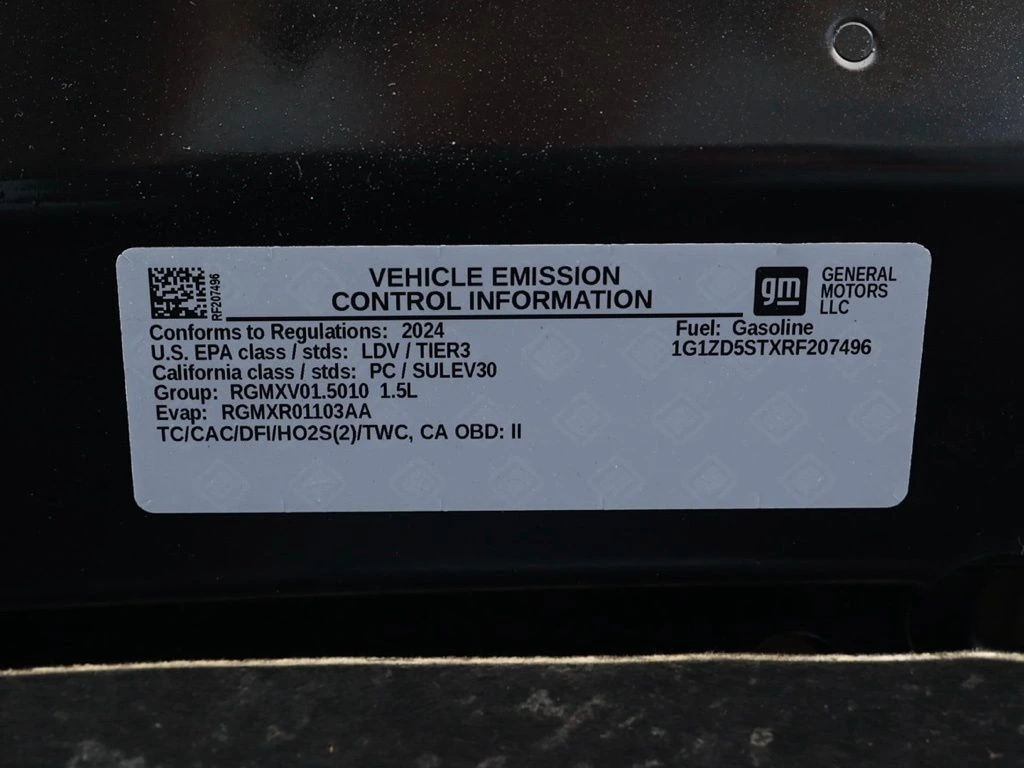 RF207496
VEHICLE EMISSION
CONTROL INFORMATION
gm
GENERAL
MOTORS
LLC
Conforms to Regulations: 2024
U.S. EPA class / stds: LDV / TIER3
California class / stds: PC / SULEV30
Group: RGMXV01.5010 1.5L
Evap: RGMXR01103AA
TC/CAC/DFI/HO2S(2)/TWC, CA OBD: II
Fuel: Gasoline
1G1ZD5STXRF207496